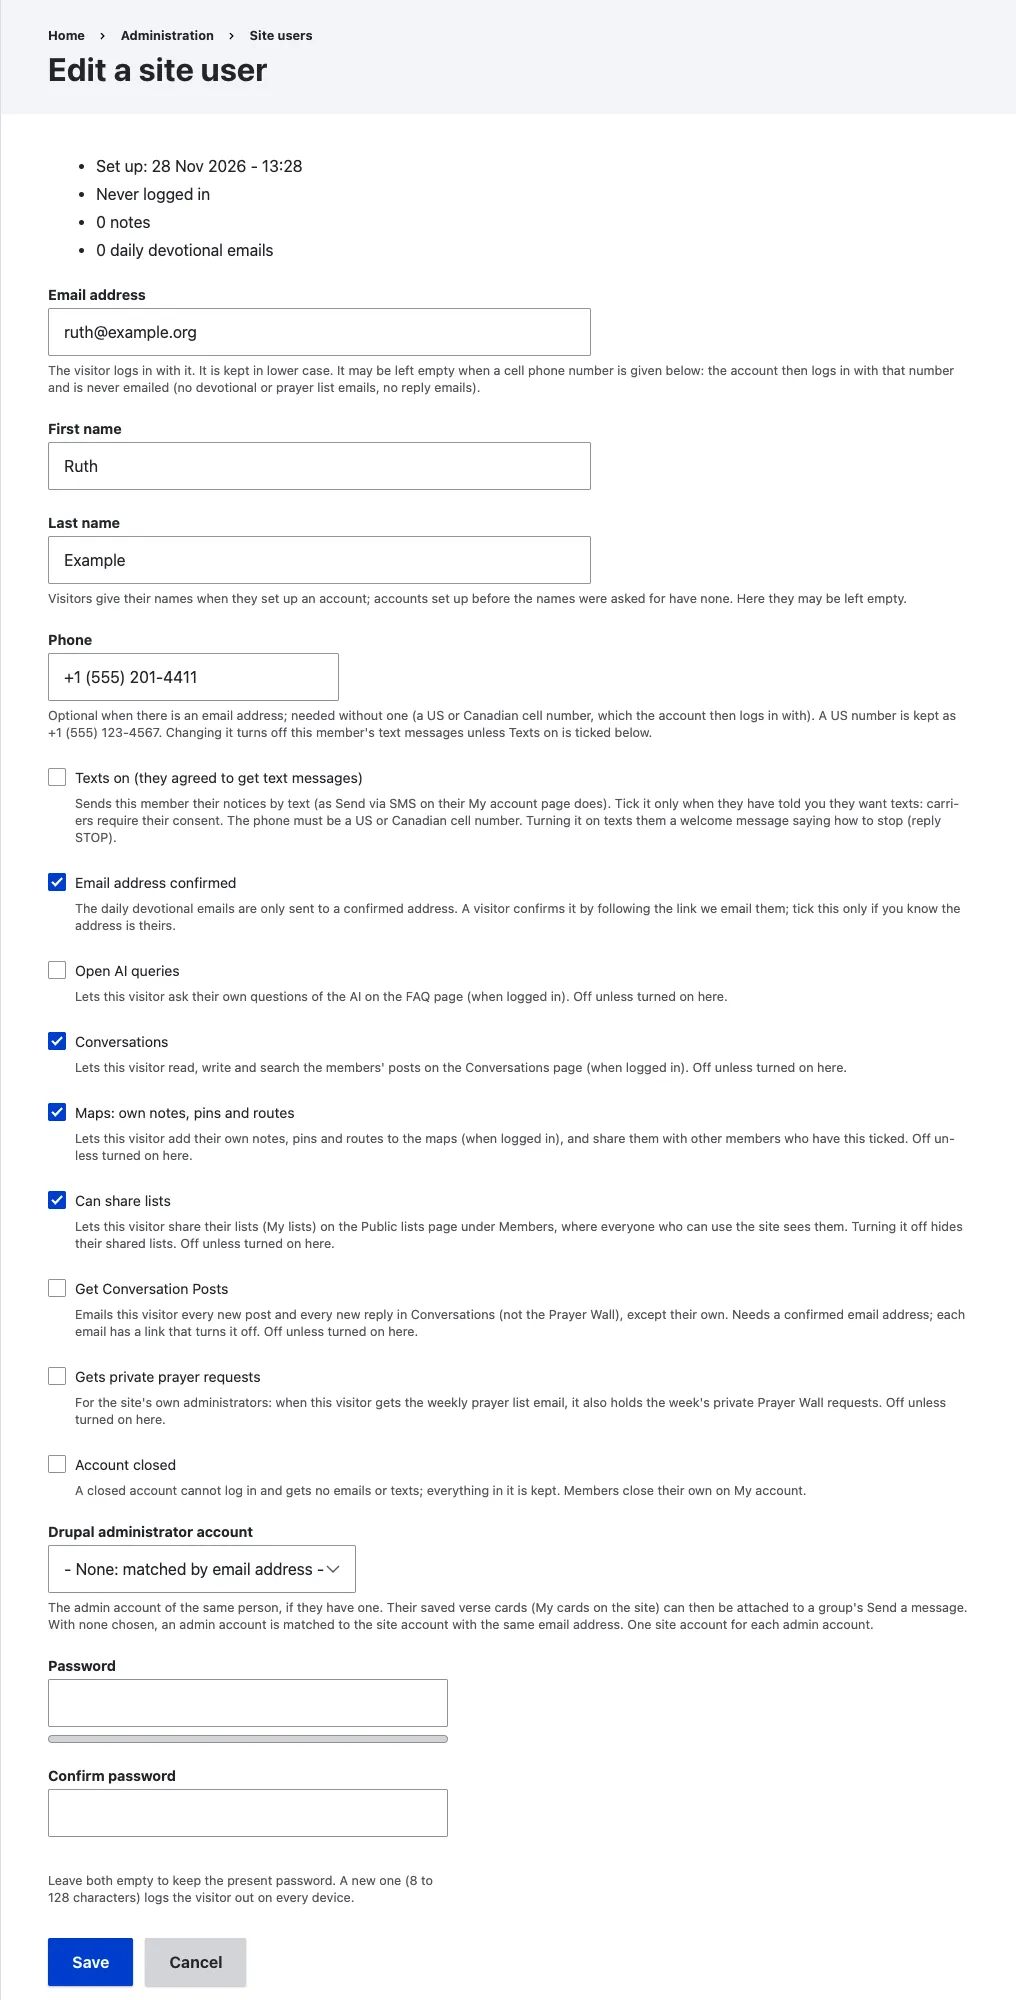 Home › Administration › Site users
Edit a site user
• Set up: 28 Nov 2026 - 13:28
• Never logged in
• 0 notes
• 0 daily devotional emails
Email address
ruth@example.org
The visitor logs in with it. It is kept in lower case. It may be left empty when a cell phone number is given below: the account then logs in with that number
and is never emailed (no devotional or prayer list emails, no reply emails).
First name
Ruth
Last name
Example
Visitors give their names when they set up an account; accounts set up before the names were asked for have none. Here they may be left empty.
Phone
+1 (555) 201-4411
Optional when there is an email address; needed without one (a US or Canadian cell number, which the account then logs in with). A US number is kept as
+1 (555) 123-4567. Changing it turns off this member's text messages unless Texts on is ticked below.
Texts on (they agreed to get text messages)
Sends this member their notices by text (as Send via SMS on their My account page does). Tick it only when they have told you they want texts: carri-
ers require their consent. The phone must be a US or Canadian cell number. Turning it on texts them a welcome message saying how to stop (reply
STOP).
Email address confirmed
The daily devotional emails are only sent to a confirmed address. A visitor confirms it by following the link we email them; tick this only if you know the
address is theirs.
Open AI queries
Lets this visitor ask their own questions of the AI on the FAQ page (when logged in). Off unless turned on here.
Conversations
Lets this visitor read, write and search the members' posts on the Conversations page (when logged in). Off unless turned on here.
Maps: own notes, pins and routes
Lets this visitor add their own notes, pins and routes to the maps (when logged in), and share them with other members who have this ticked. Off un-
less turned on here.
Can share lists
Lets this visitor share their lists (My lists) on the Public lists page under Members, where everyone who can use the site sees them. Turning it off hides
their shared lists. Off unless turned on here.
Get Conversation Posts
Emails this visitor every new post and every new reply in Conversations (not the Prayer Wall), except their own. Needs a confirmed email address; each
email has a link that turns it off. Off unless turned on here.
Gets private prayer requests
For the site's own administrators: when this visitor gets the weekly prayer list email, it also holds the week's private Prayer Wall requests. Off unless
turned on here.
Account closed
A closed account cannot log in and gets no emails or texts; everything in it is kept. Members close their own on My account.
Drupal administrator account
- None: matched by email address -
The admin account of the same person, if they have one. Their saved verse cards (My cards on the site) can then be attached to a group's Send a message.
With none chosen, an admin account is matched to the site account with the same email address. One site account for each admin account.
Password
Confirm password
Leave both empty to keep the present password. A new one (8 to
128 characters) logs the visitor out on every device.
Save
Cancel